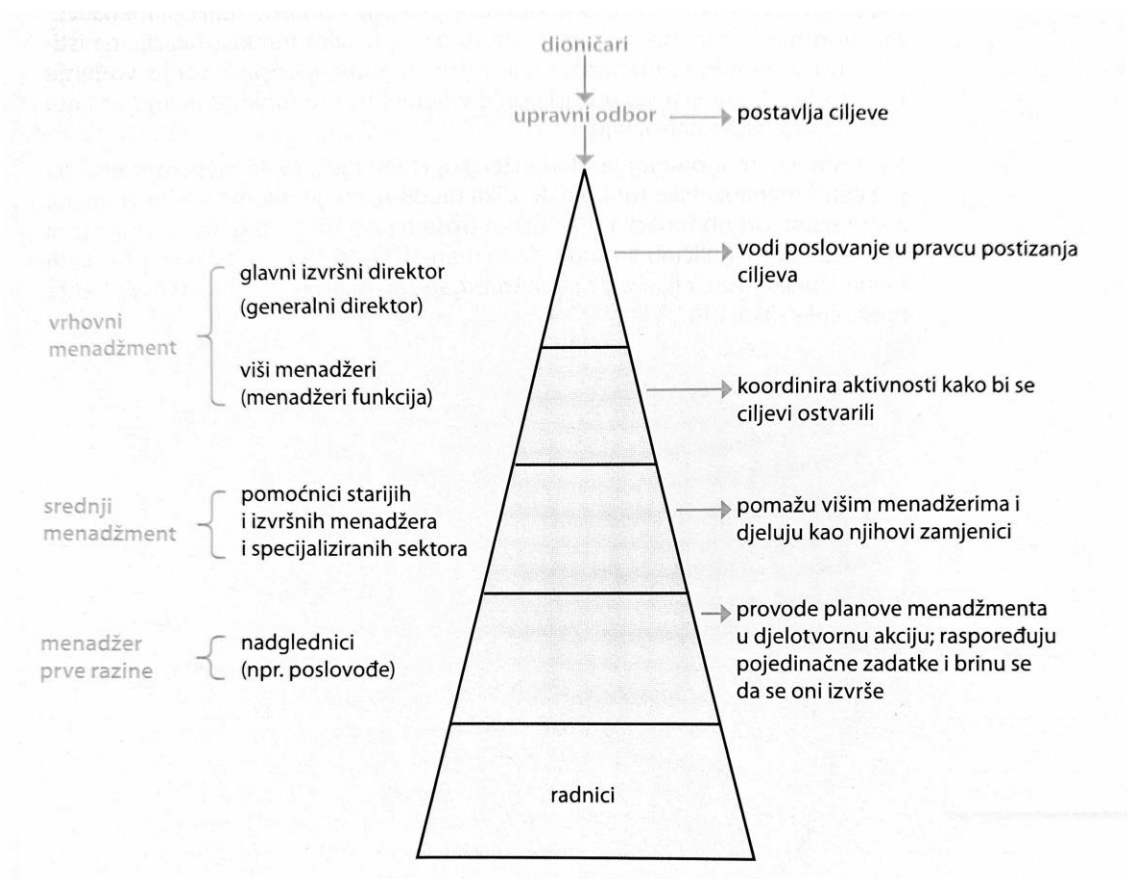 dioničari
upravni odbor
postavlja ciljeve
vrhovni
menadžment
glavni izvršni direktor
(generalni direktor)
vodi poslovanje u pravcu postizanja
ciljeva
viši menadžeri
(menadžeri funkcija)
koordinira aktivnosti kako bi se
ciljevi ostvarili
srednji
menadžment
pomoćnici starijih
i izvršnih menadžera
i specijaliziranih sektora
pomažu višim menadžerima i
djeluju kao njihovi zamjenici
menadžer
prve razine
nadglednici
(npr. poslovođe)
provode planove menadžmenta
u djelotvornu akciju; raspoređuju
pojedinačne zadatke i brinu se
da se oni izvrše
radnici